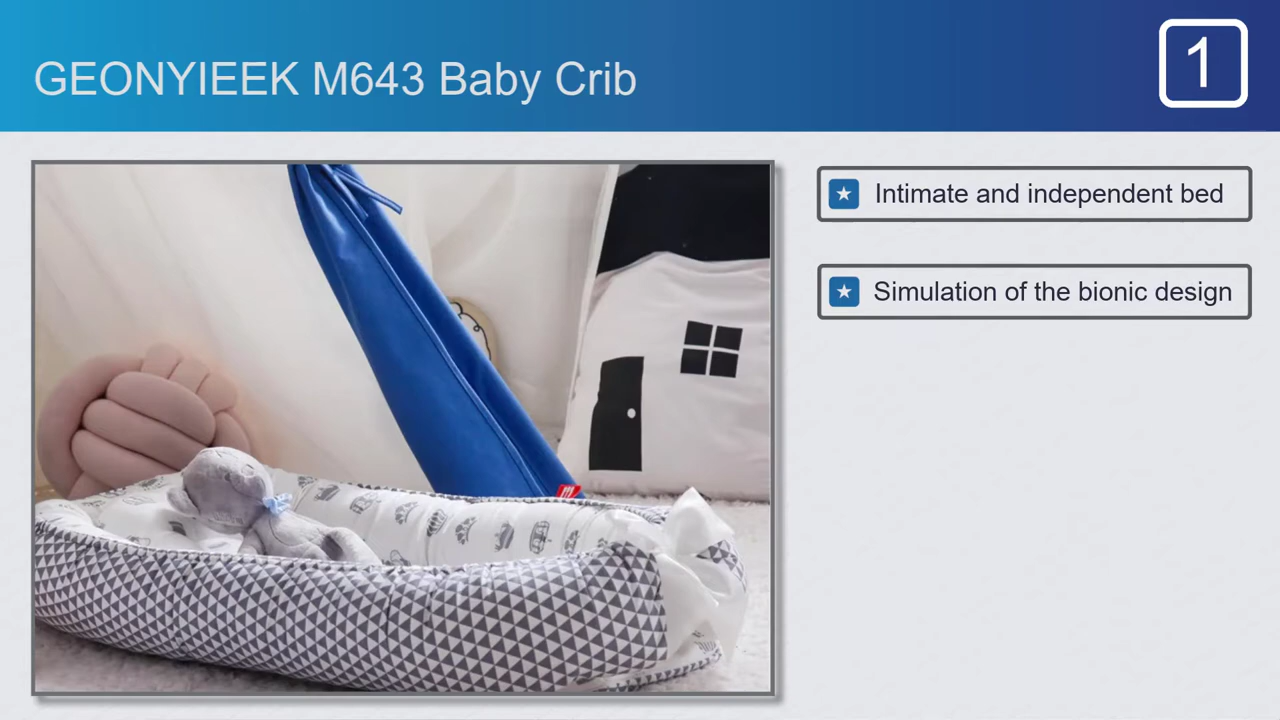 GEONYIEEK M643 Baby Crib
1
Intimate and independent bed
Simulation of the bionic design